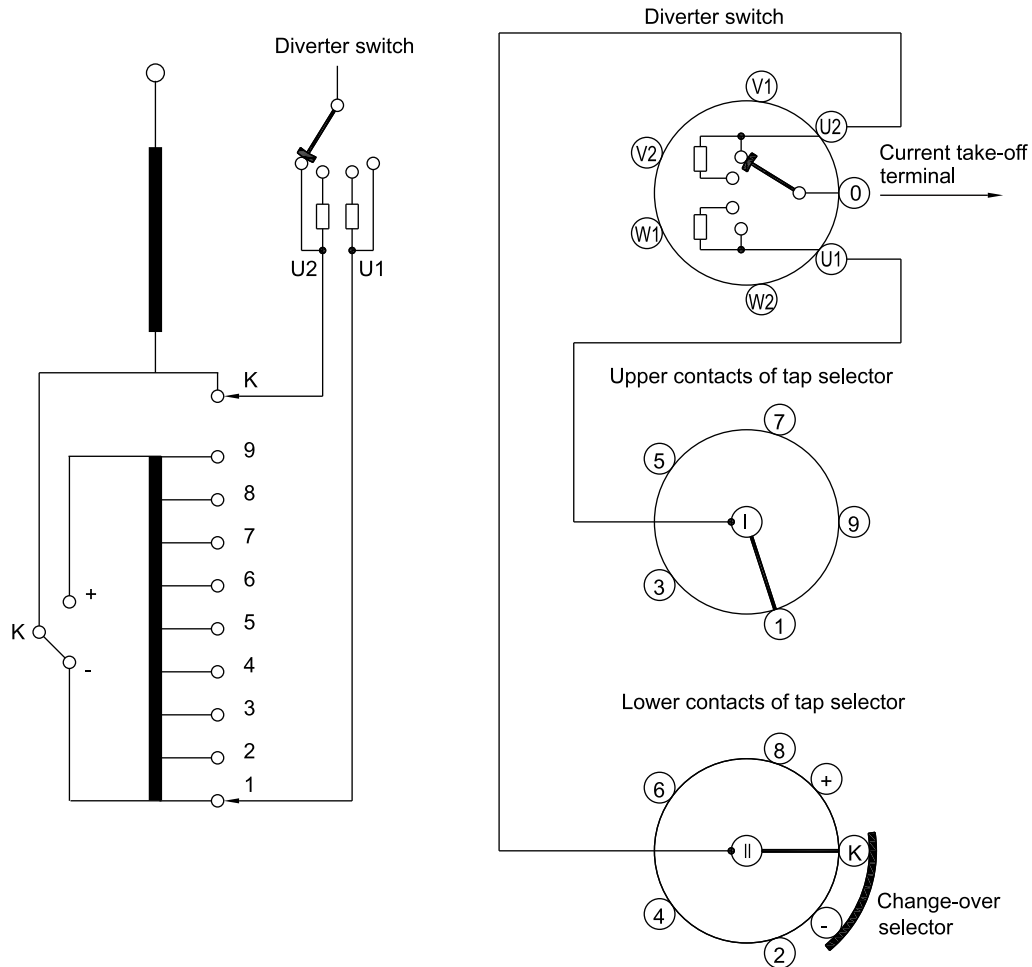 Diverter switch
U2
U1
K
9
8
7
6
5
4
3
2
1
+
K
-
Diverter switch
V1
U2
V2
0
Current take-off
terminal
W1
U1
W2
Upper contacts of tap selector
7
5
9
I
3
1
Lower contacts of tap selector
8
+
6
II
K
4
-
2
Change-over
selector